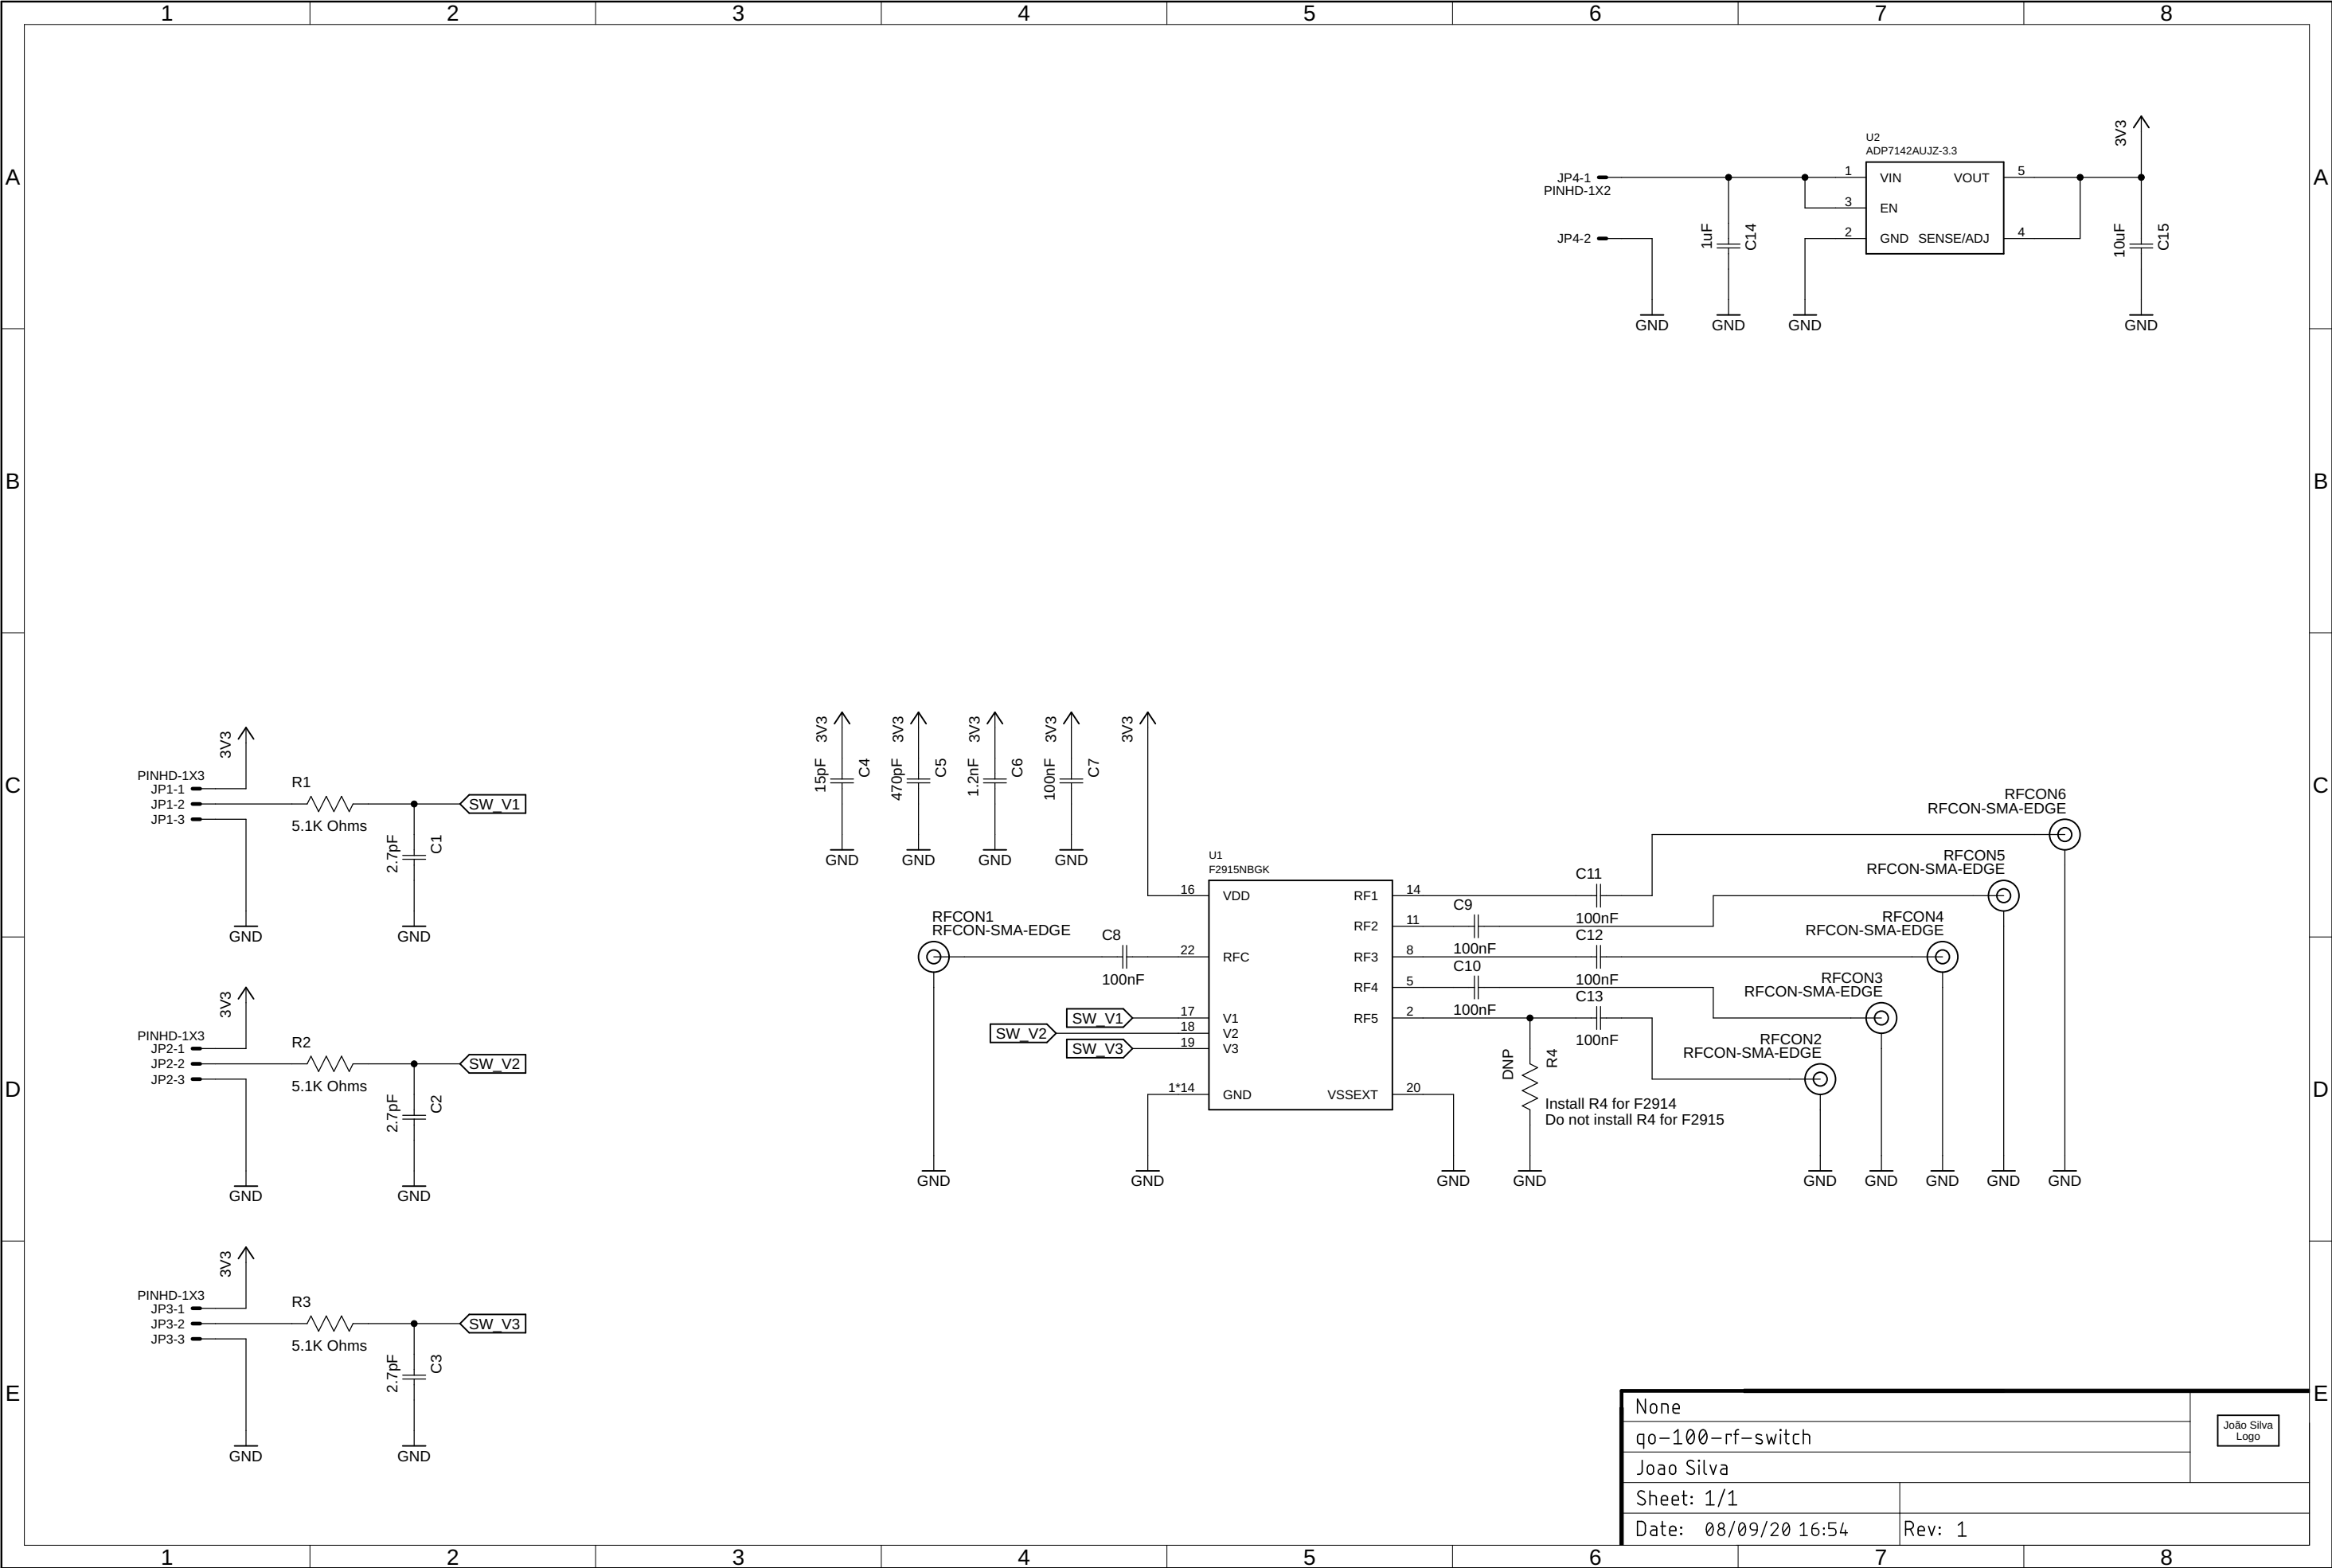 1 2 3 4 5 6 7 8
A A
B B
C C
D D
E E
U2
ADP7142AUJZ-3.3
JP4-1
PINHD-1X2
JP4-2
1 VIN VOUT 5
3 EN
2 GND SENSE/ADJ 4
1uF C14
10uF C15
3V3
GND GND GND GND
3V3
PINHD-1X3
JP1-1
JP1-2
JP1-3
R1
5.1K Ohms
2.7pF C1
SW_V1
GND GND
3V3
PINHD-1X3
JP2-1
JP2-2
JP2-3
R2
5.1K Ohms
2.7pF C2
SW_V2
GND GND
3V3
PINHD-1X3
JP3-1
JP3-2
JP3-3
R3
5.1K Ohms
2.7pF C3
SW_V3
GND GND
3V3 3V3 3V3 3V3 3V3
15pF C4 470pF C5 1.2nF C6 100nF C7
GND GND GND GND
U1
F2915NBGK
16 VDD RF1 14
RF2 11
22 RFC RF3 8
RF4 5
17 V1 RF5 2
18 V2
19 V3
1*14 GND VSSEXT 20
RFCON1
RFCON-SMA-EDGE
C8
100nF
SW_V1
SW_V2
SW_V3
C11
100nF
C9
100nF
C12
100nF
C10
100nF
C13
100nF
DNP R4
Install R4 for F2914
Do not install R4 for F2915
RFCON6
RFCON-SMA-EDGE
RFCON5
RFCON-SMA-EDGE
RFCON4
RFCON-SMA-EDGE
RFCON3
RFCON-SMA-EDGE
RFCON2
RFCON-SMA-EDGE
GND GND GND GND GND GND GND GND GND
None
qo-100-rf-switch
Joao Silva
João Silva
Logo
Sheet: 1/1
Date: 08/09/20 16:54 Rev: 1
1 2 3 4 5 6 7 8